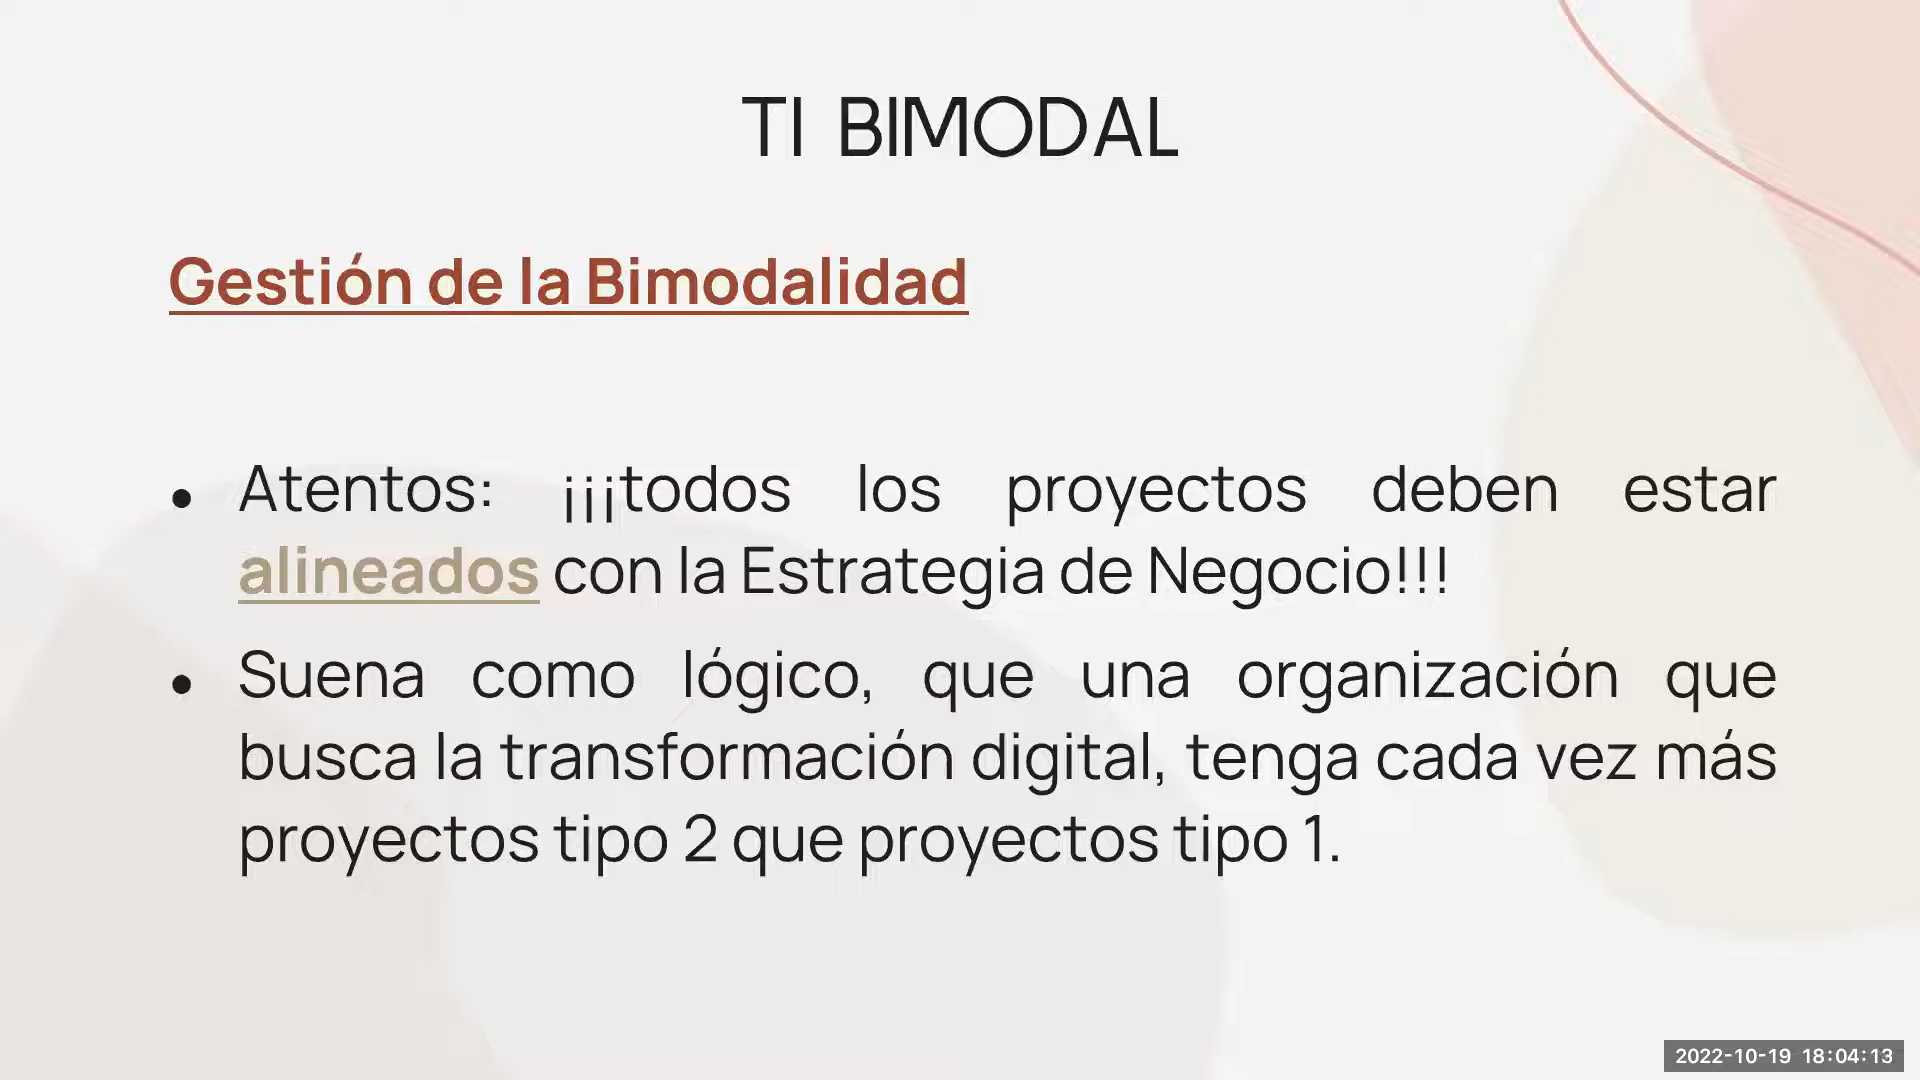 TI BIMODAL
Gestión de la Bimodalidad
• Atentos: ¡¡¡todos los proyectos deben estar
alineados con la Estrategia de Negocio!!!
• Suena como lógico, que una organización que
busca la transformación digital, tenga cada vez más
proyectos tipo 2 que proyectos tipo 1.
2022-10-19 18:04:13